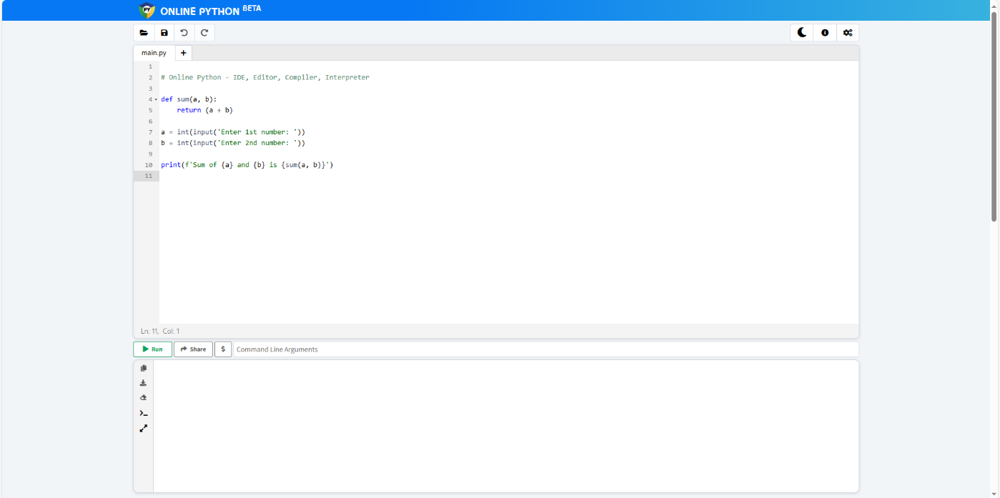 PY ONLINE PYTHON BETA
main.py +
1
2 # Online Python - IDE, Editor, Compiler, Interpreter
3
4 def sum(a, b):
5     return (a + b)
6
7 a = int(input('Enter 1st number: '))
8 b = int(input('Enter 2nd number: '))
9
10 print(f'Sum of {a} and {b} is {sum(a, b)}')
11
Ln: 11, Col: 1
Run Share $ Command Line Arguments